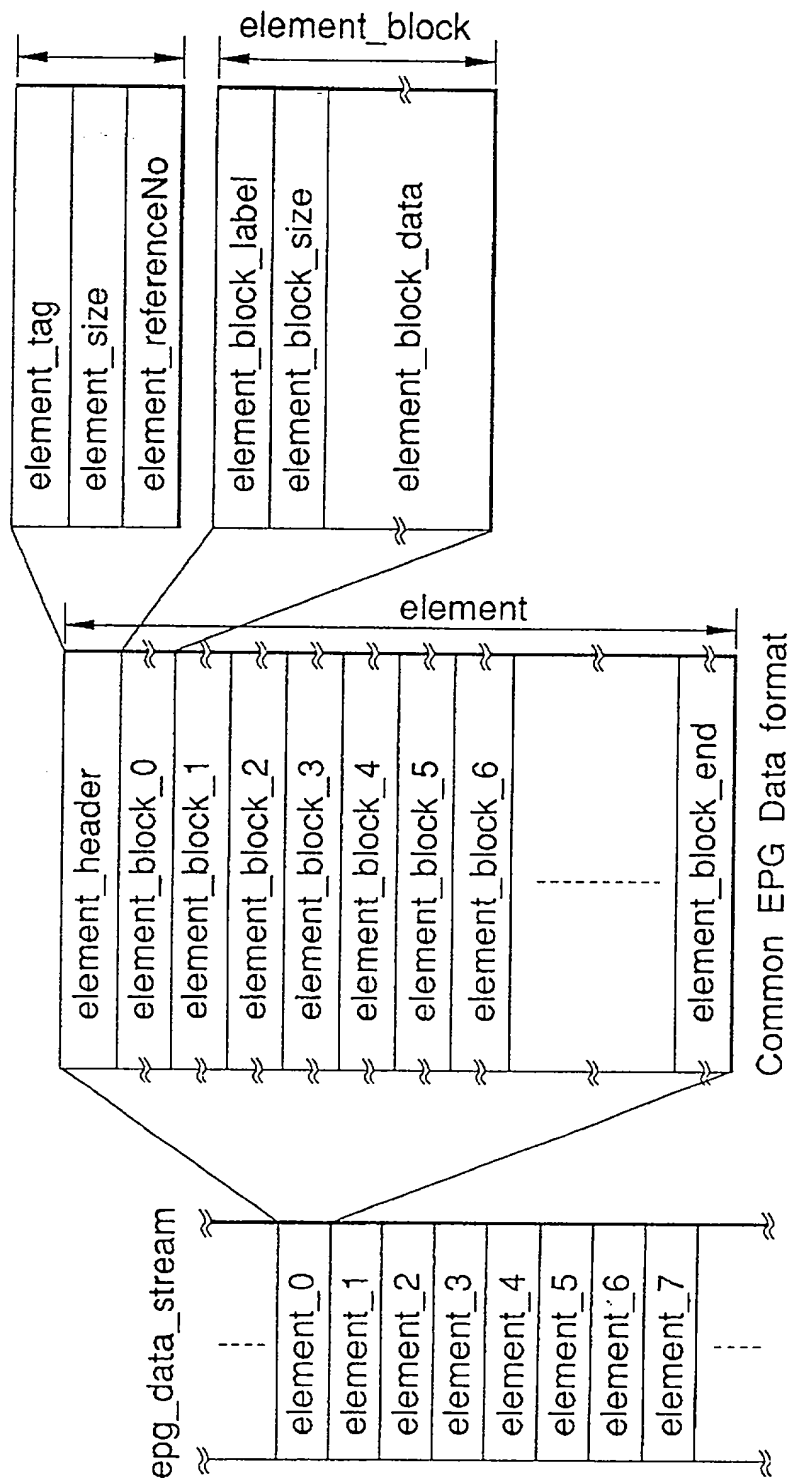 epg_data_stream
element_0
element_1
element_2
element_3
element_4
element_5
element_6
element_7
element_header
element_block_0
element_block_1
element_block_2
element_block_3
element_block_4
element_block_5
element_block_6
element_block_end
element
element_tag
element_size
element_referenceNo
element_block_label
element_block_size
element_block_data
element_block
Common EPG Data format